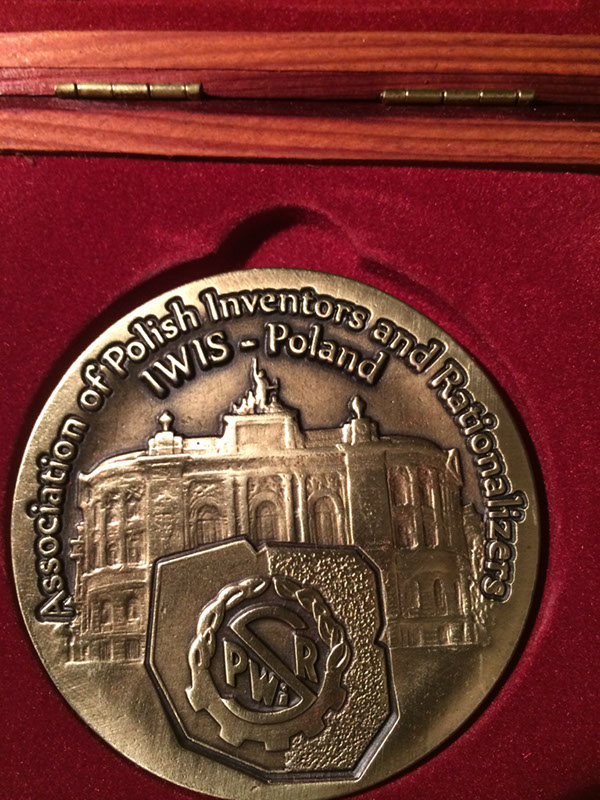 Association of Polish Inventors and Rationalizers
IWIS - Poland
S
PWiR